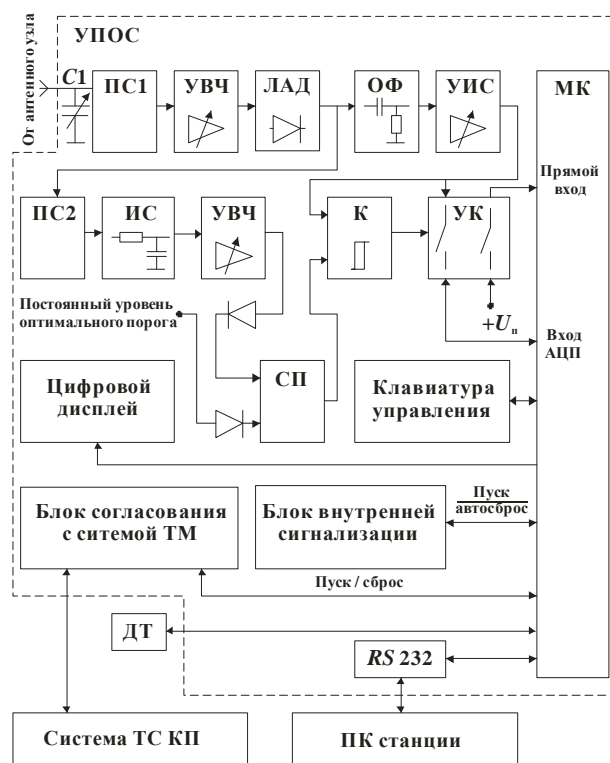 УПОС
От антенного узла
C1
ПС1
УВЧ
ЛАД
ОФ
УИС
МК
Прямой
вход
ПС2
ИС
УВЧ
К
УК
Постоянный уровень
оптимального порога
+Uп
Вход
АЦП
СП
Цифровой
дисплей
Клавиатура
управления
Блок согласования
с ситемой ТМ
Блок внутренней
сигнализации
Пуск
автосброс
Пуск / сброс
ДТ
RS 232
Система ТС КП
ПК станции